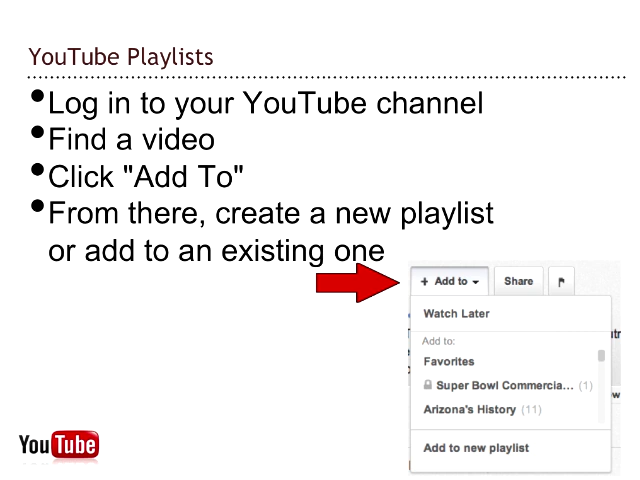 YouTube Playlists
•Log in to your YouTube channel
•Find a video
•Click "Add To"
•From there, create a new playlist
or add to an existing one
+ Add to
Share
Watch Later
Add to:
Favorites
Super Bowl Commercia... (1)
Arizona's History (11)
Add to new playlist
YouTube